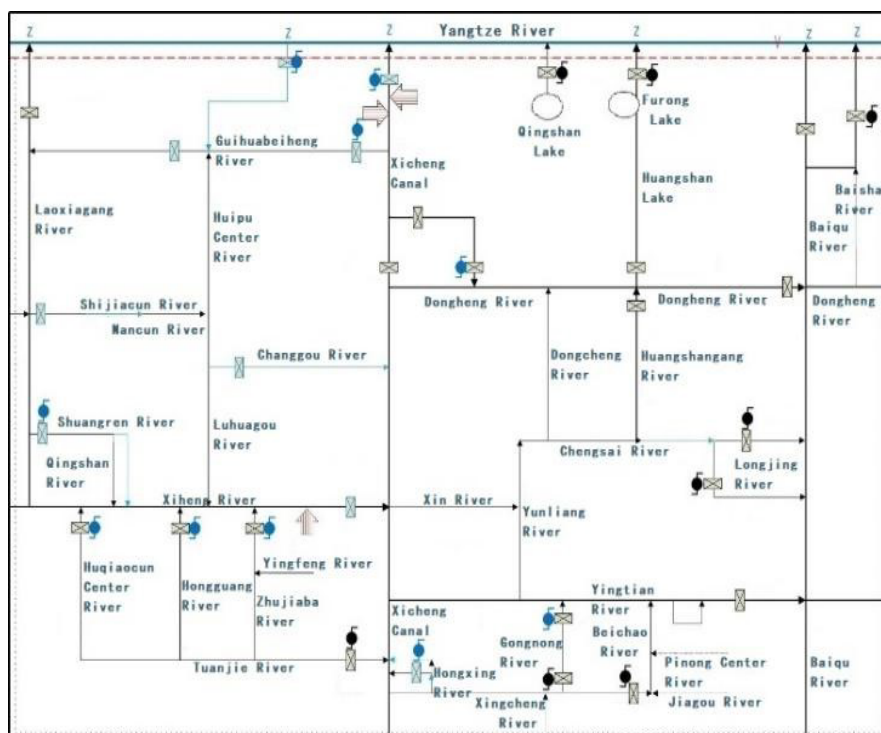 Z
Z
Z
Yangtze River
Z
Z
V
Guihuabeiheng
River
Xicheng
Canal
Qingshan
Lake
Furong
Lake
Laoxiagang
River
Huipu
Center
River
Huangshan
Lake
Baisha
River
Baiqu
River
Shijiacun River
Mancun River
Dongheng River
Dongheng River
Dongheng
River
Changgou River
Dongcheng
River
Huangshangang
River
Shuangren River
Qingshan
River
Luhuagou
River
Chengsai River
Longjing
River
Xiheng River
Xin River
Yunliang
River
Huqiaocun
Center
River
Hongguang
River
Yingfeng River
Zhujiaba
River
Xicheng
Canal
Yingtian
River
Gongnong
River
Beichao
River
Pinong Center
River
Baiqu
River
Tuanjie River
Hongxing
River
Xingcheng
River
Jiagou River